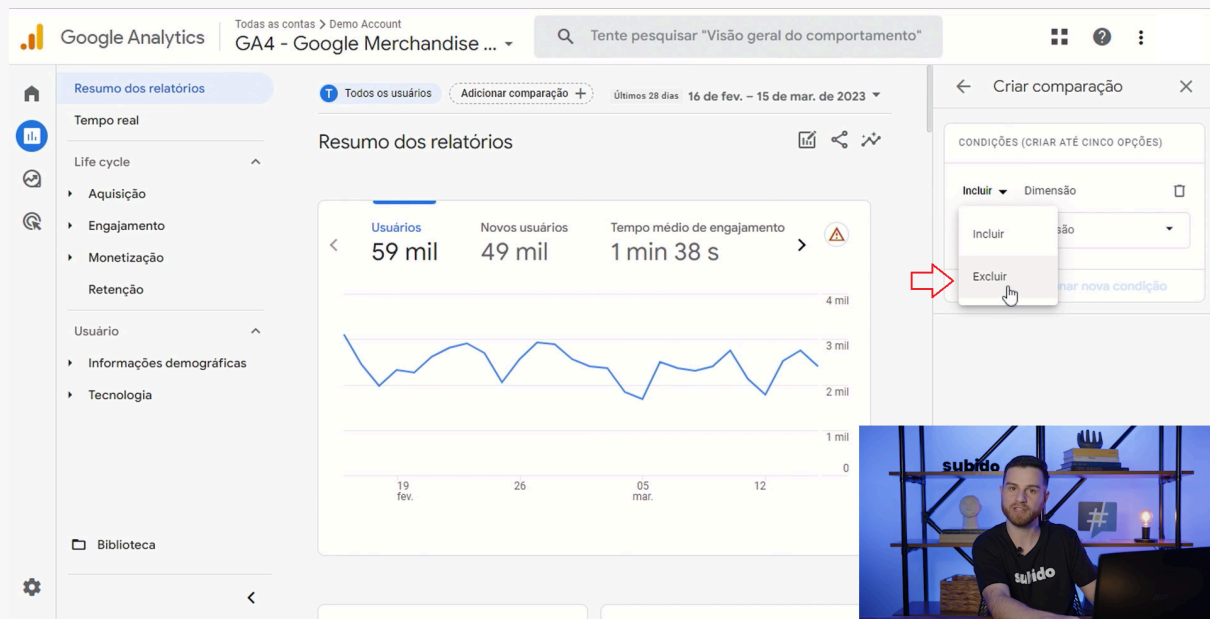 Google Analytics
Todas as contas > Demo Account
GA4 - Google Merchandise ...
Tente pesquisar "Visão geral do comportamento"
Resumo dos relatórios
Tempo real
Life cycle
Aquisição
Engajamento
Monetização
Retenção
Usuário
Informações demográficas
Tecnologia
Biblioteca
T Todos os usuários
Adicionar comparação +
Últimos 28 dias 16 de fev. – 15 de mar. de 2023
Resumo dos relatórios
Usuários
59 mil
Novos usuários
49 mil
Tempo médio de engajamento
1 min 38 s
4 mil
3 mil
2 mil
1 mil
0
19
fev.
26
05
mar.
12
Criar comparação
CONDIÇÕES (CRIAR ATÉ CINCO OPÇÕES)
Incluir Dimensão
Incluir
são
Excluir
nar nova condição
subido
#
subido